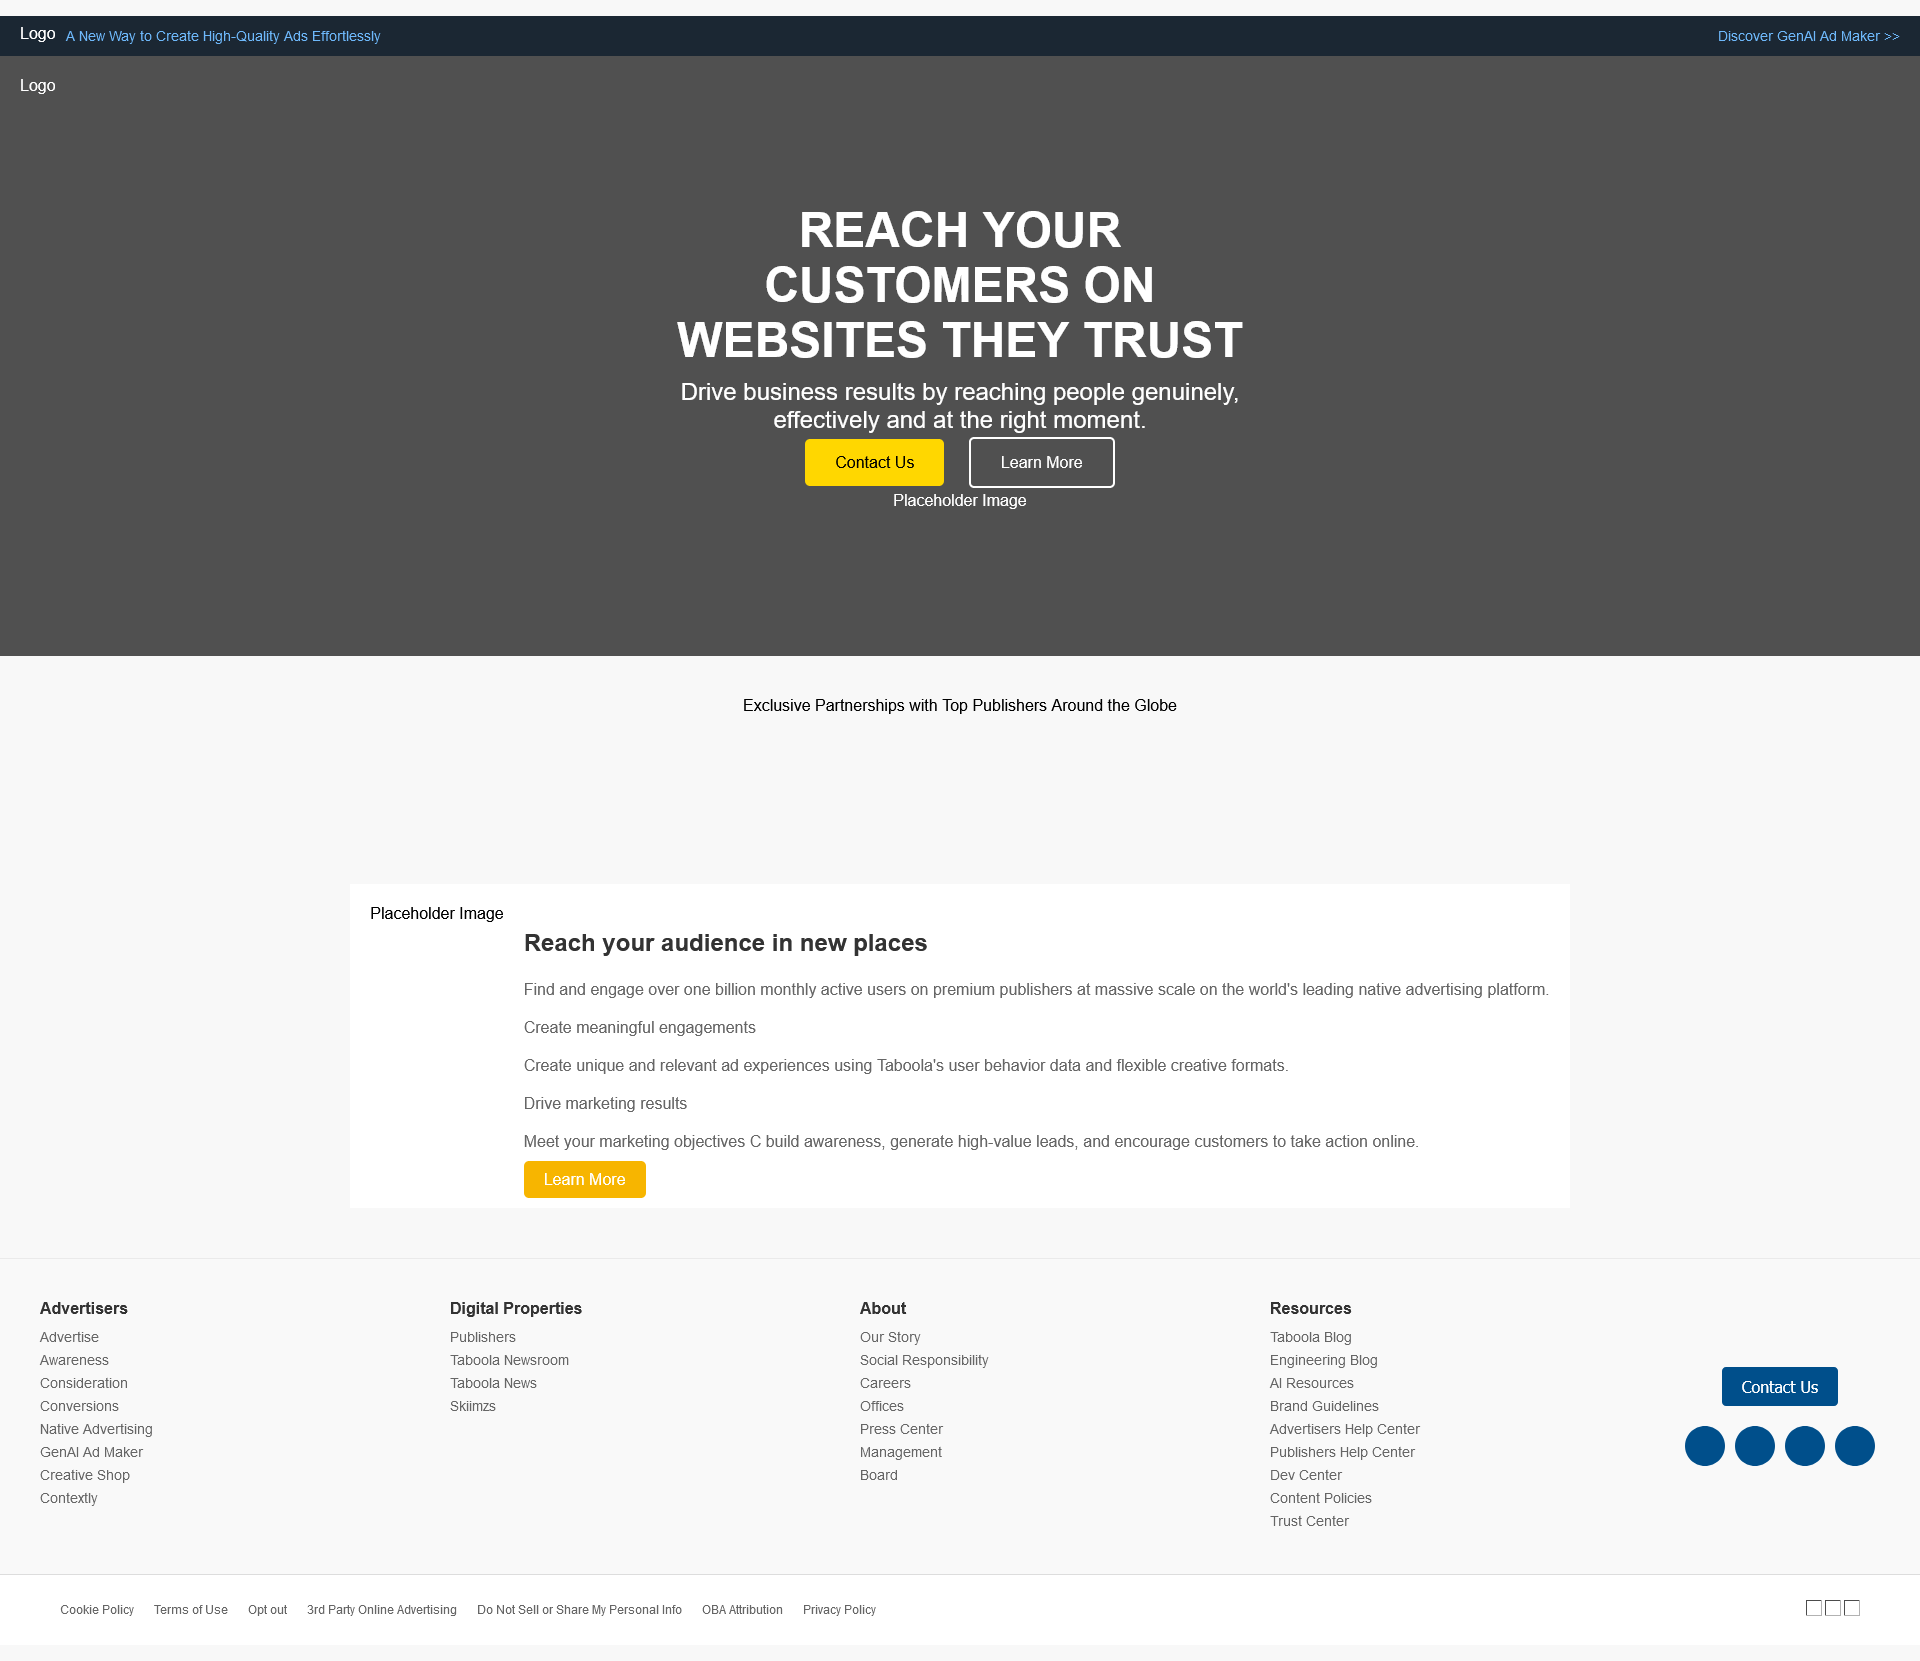 Logo
A New Way to Create High-Quality Ads Effortlessly
Discover GenAI Ad Maker >>
Logo
REACH YOUR
CUSTOMERS ON
WEBSITES THEY TRUST
Drive business results by reaching people genuinely,
effectively and at the right moment.
Contact Us
Learn More
Placeholder Image
Exclusive Partnerships with Top Publishers Around the Globe
Placeholder Image
Reach your audience in new places
Find and engage over one billion monthly active users on premium publishers at massive scale on the world's leading native advertising platform.
Create meaningful engagements
Create unique and relevant ad experiences using Taboola's user behavior data and flexible creative formats.
Drive marketing results
Meet your marketing objectives C build awareness, generate high-value leads, and encourage customers to take action online.
Learn More
Advertisers
Advertise
Awareness
Consideration
Conversions
Native Advertising
GenAI Ad Maker
Creative Shop
Contextly
Digital Properties
Publishers
Taboola Newsroom
Taboola News
Skiimzs
About
Our Story
Social Responsibility
Careers
Offices
Press Center
Management
Board
Resources
Taboola Blog
Engineering Blog
AI Resources
Brand Guidelines
Advertisers Help Center
Publishers Help Center
Dev Center
Content Policies
Trust Center
Contact Us
Cookie Policy
Terms of Use
Opt out
3rd Party Online Advertising
Do Not Sell or Share My Personal Info
OBA Attribution
Privacy Policy